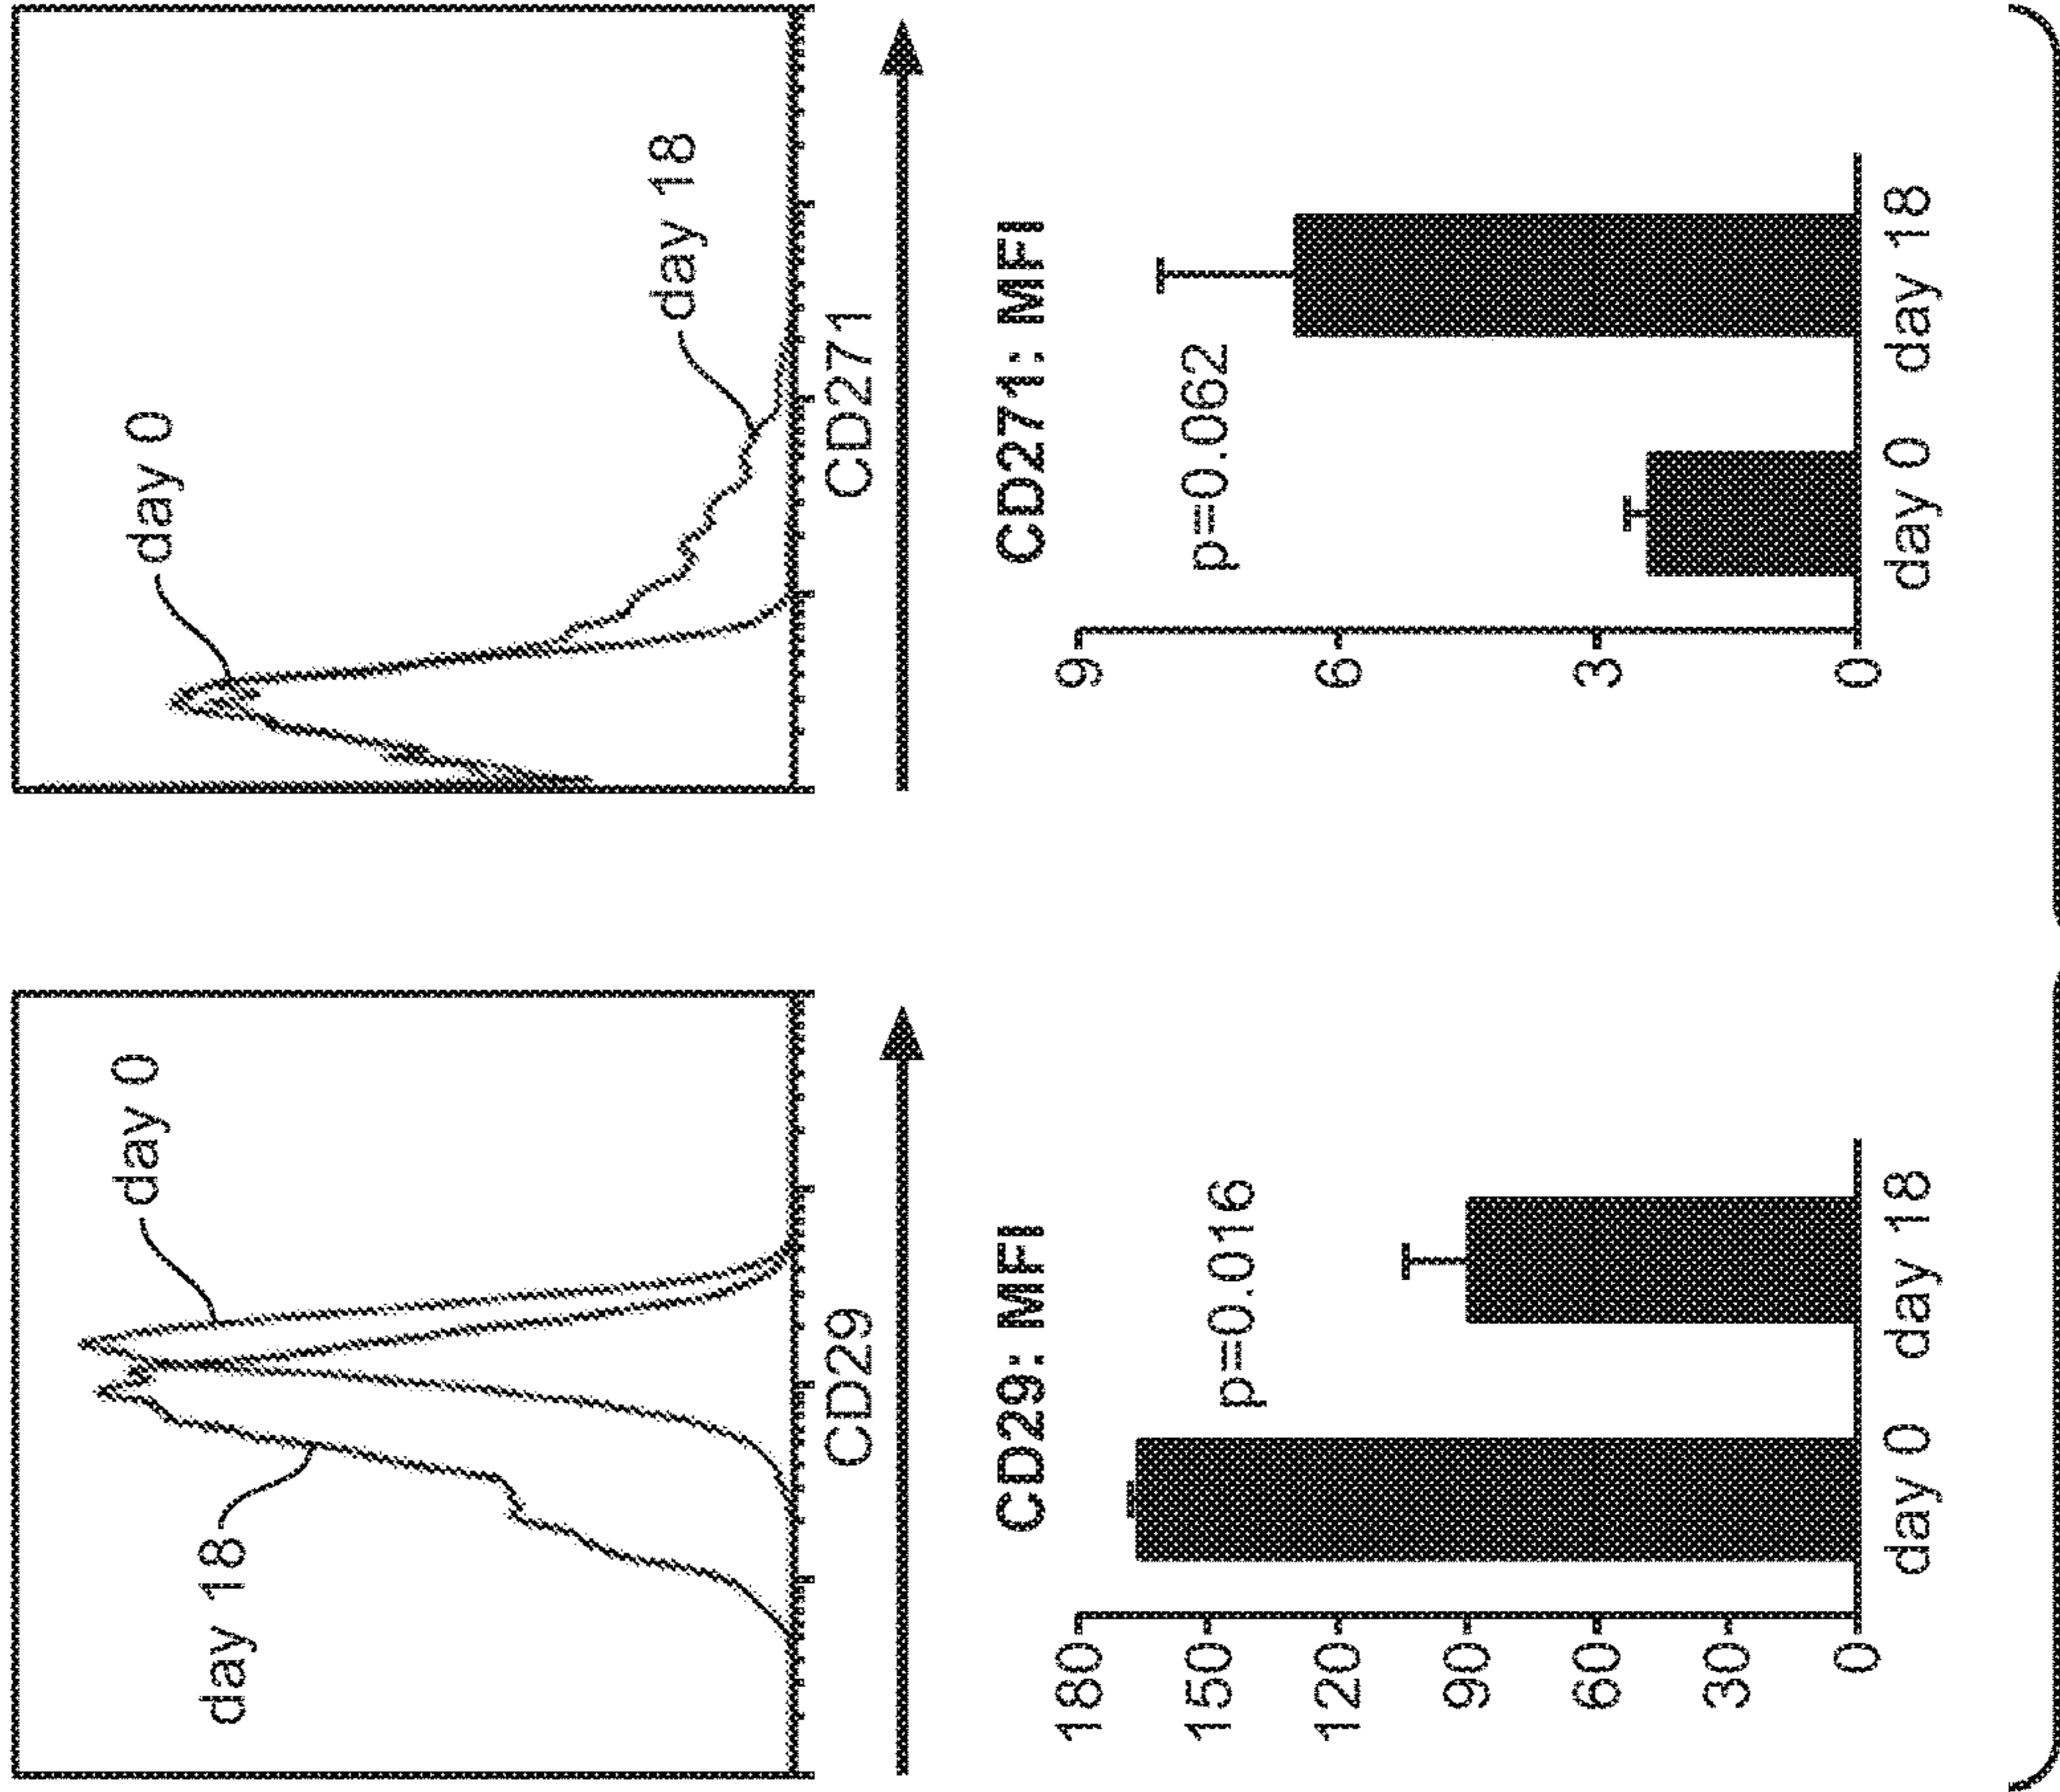 day 18
day 0
CD29
day 0
day 18
CD271
CD29: MFI
180
150
120
90
60
30
0
p=0.016
day 0 day 18
CD271: MFI
9
6
3
0
p=0.062
day 0 day 18